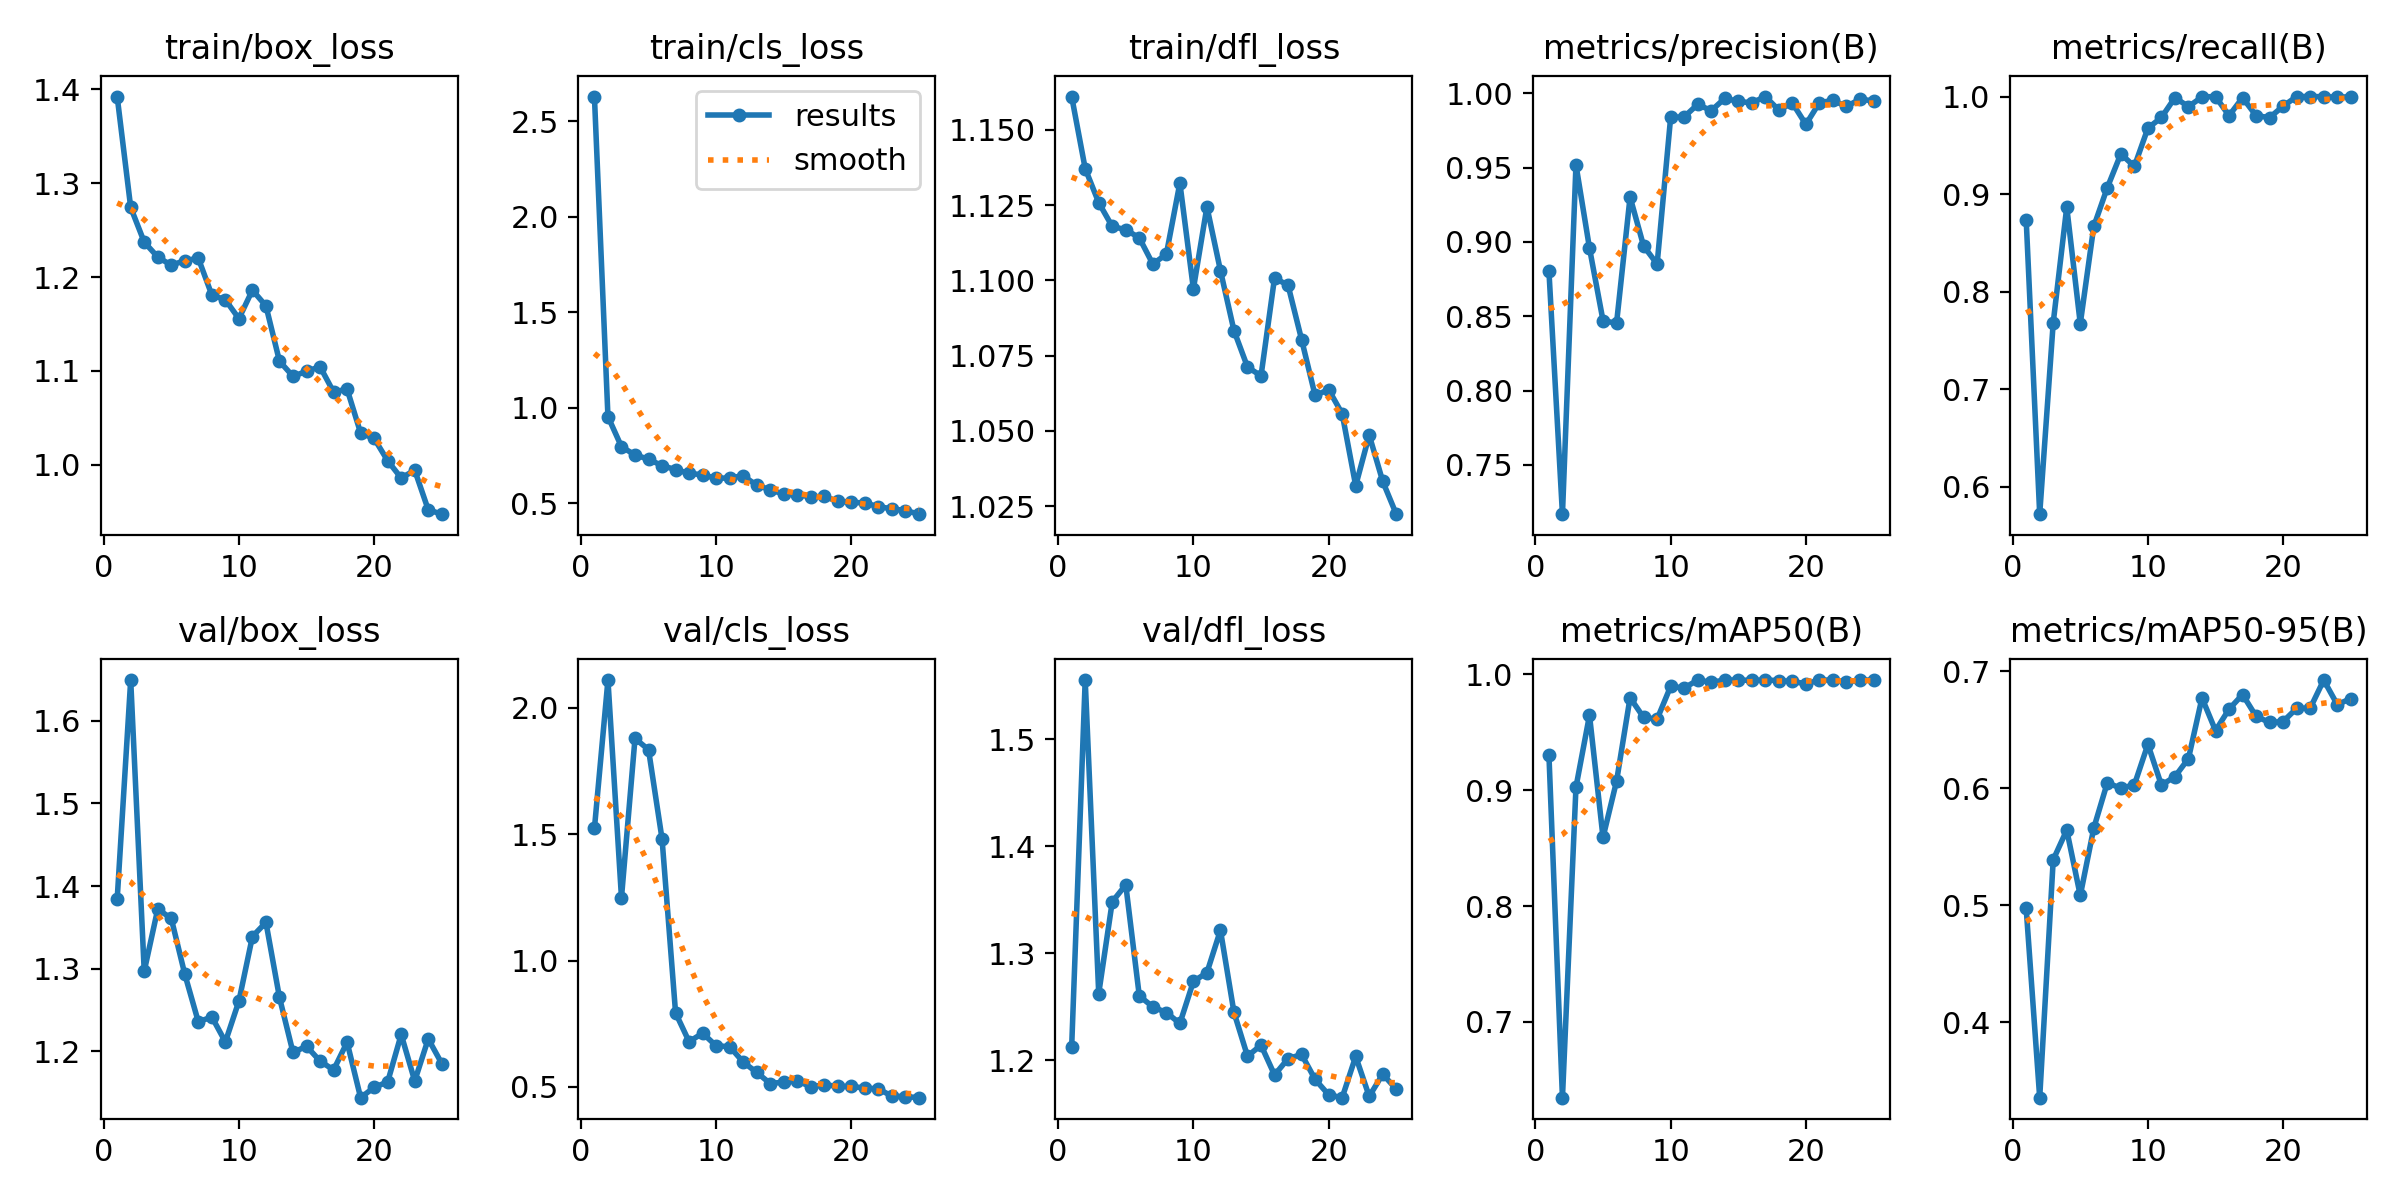 train/box_loss
train/cls_loss
train/dfl_loss
metrics/precision(B)
metrics/recall(B)
1.4
1.3
1.2
1.1
1.0
0 10 20
results
smooth
2.5
2.0
1.5
1.0
0.5
0 10 20
1.150
1.125
1.100
1.075
1.050
1.025
0 10 20
1.00
0.95
0.90
0.85
0.80
0.75
0 10 20
1.0
0.9
0.8
0.7
0.6
0 10 20
val/box_loss
val/cls_loss
val/dfl_loss
metrics/mAP50(B)
metrics/mAP50-95(B)
1.6
1.5
1.4
1.3
1.2
0 10 20
2.0
1.5
1.0
0.5
0 10 20
1.5
1.4
1.3
1.2
0 10 20
1.0
0.9
0.8
0.7
0 10 20
0.7
0.6
0.5
0.4
0 10 20